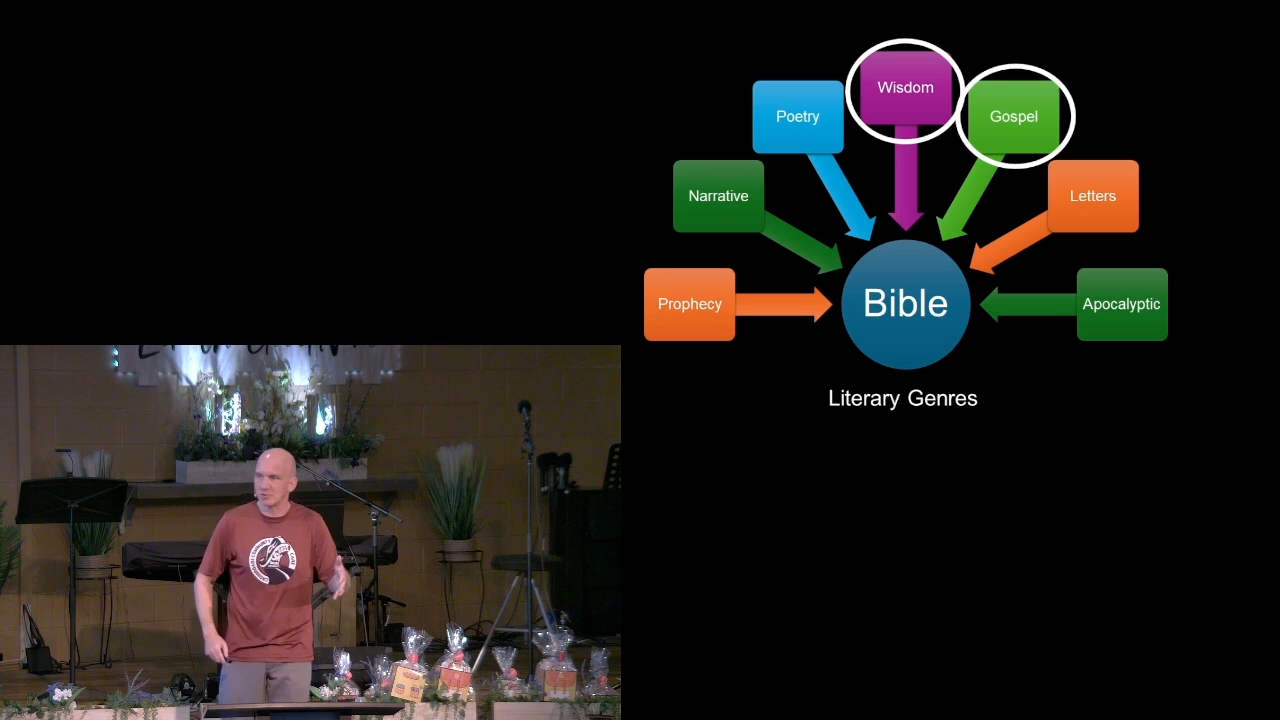 Wisdom
Poetry
Gospel
Narrative
Letters
Prophecy
Bible
Apocalyptic
Literary Genres